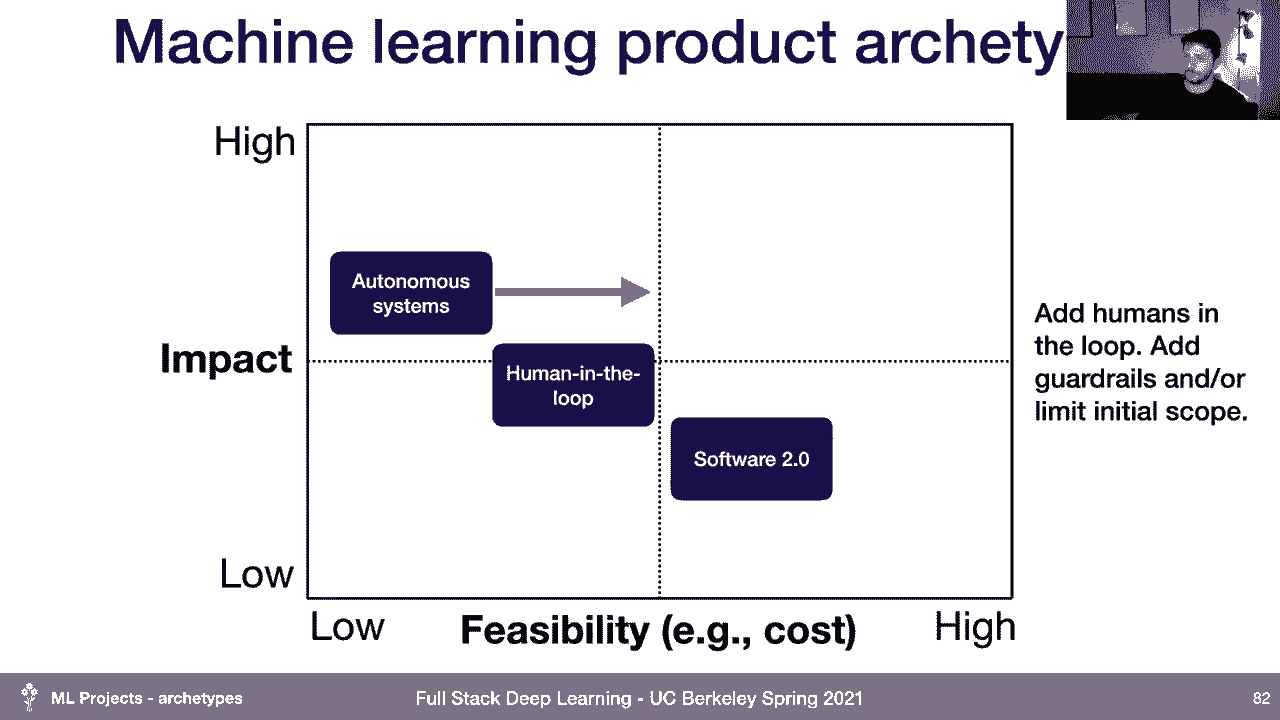 Machine learning product archety
High
Autonomous
systems
Add humans in
the loop. Add
guardrails and/or
limit initial scope.
Impact
Human-in-the-
loop
Software 2.0
Low
Low
Feasibility (e.g., cost)
High
ML Projects - archetypes
Full Stack Deep Learning - UC Berkeley Spring 2021
82